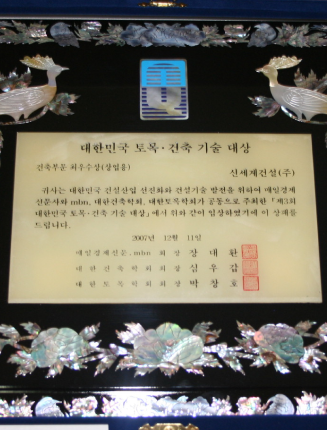 대한민국 토목·건축 기술 대상
건축부문 최우수상(상업용)
신세계건설(주)
귀사는 대한민국 건설산업 선진화와 건설기술 발전을 위하여 매일경제
신문사와 mbn, 대한건축학회, 대한토목학회가 공동으로 주최한 「제3회
대한민국 토목·건축 기술 대상」에서 위와 같이 입상하였기에 이 상패를
드립니다.
2007년 12월 11일
매일경제신문.mbn 회장 장 대 환
대 한 건 축 학 회 회 장
대 한 토 목 학 회 회 장 박 창 호